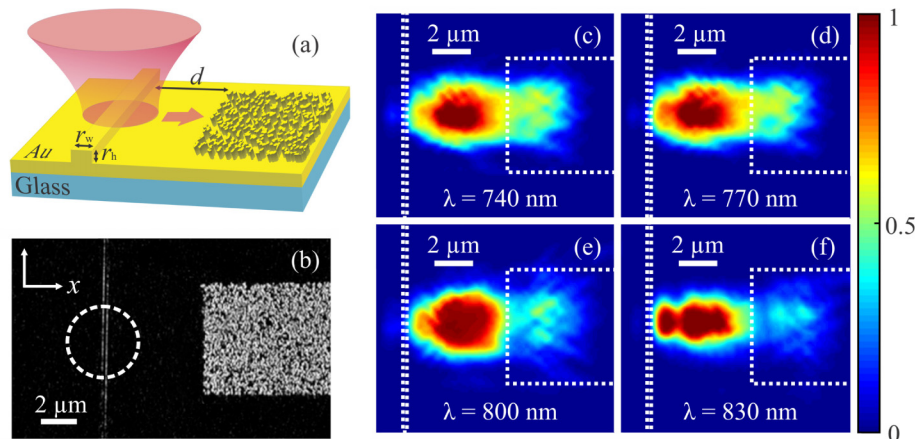 (a)
d
r_w
r_h
Au
Glass
(b)
x
2 µm
2 µm
(c)
λ = 740 nm
2 µm
(d)
λ = 770 nm
2 µm
(e)
λ = 800 nm
2 µm
(f)
λ = 830 nm
1
0.5
0